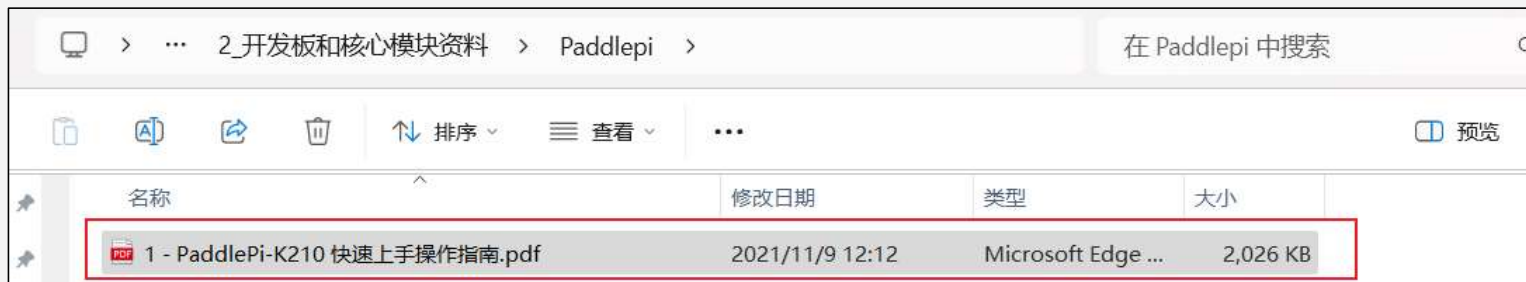 ··· 2_开发板和核心模块资料 > Paddlepi >
在 Paddlepi 中搜索
排序 查看 ··· 预览
名称 修改日期 类型 大小
PDF 1 - PaddlePi-K210 快速上手操作指南.pdf 2021/11/9 12:12 Microsoft Edge ... 2,026 KB